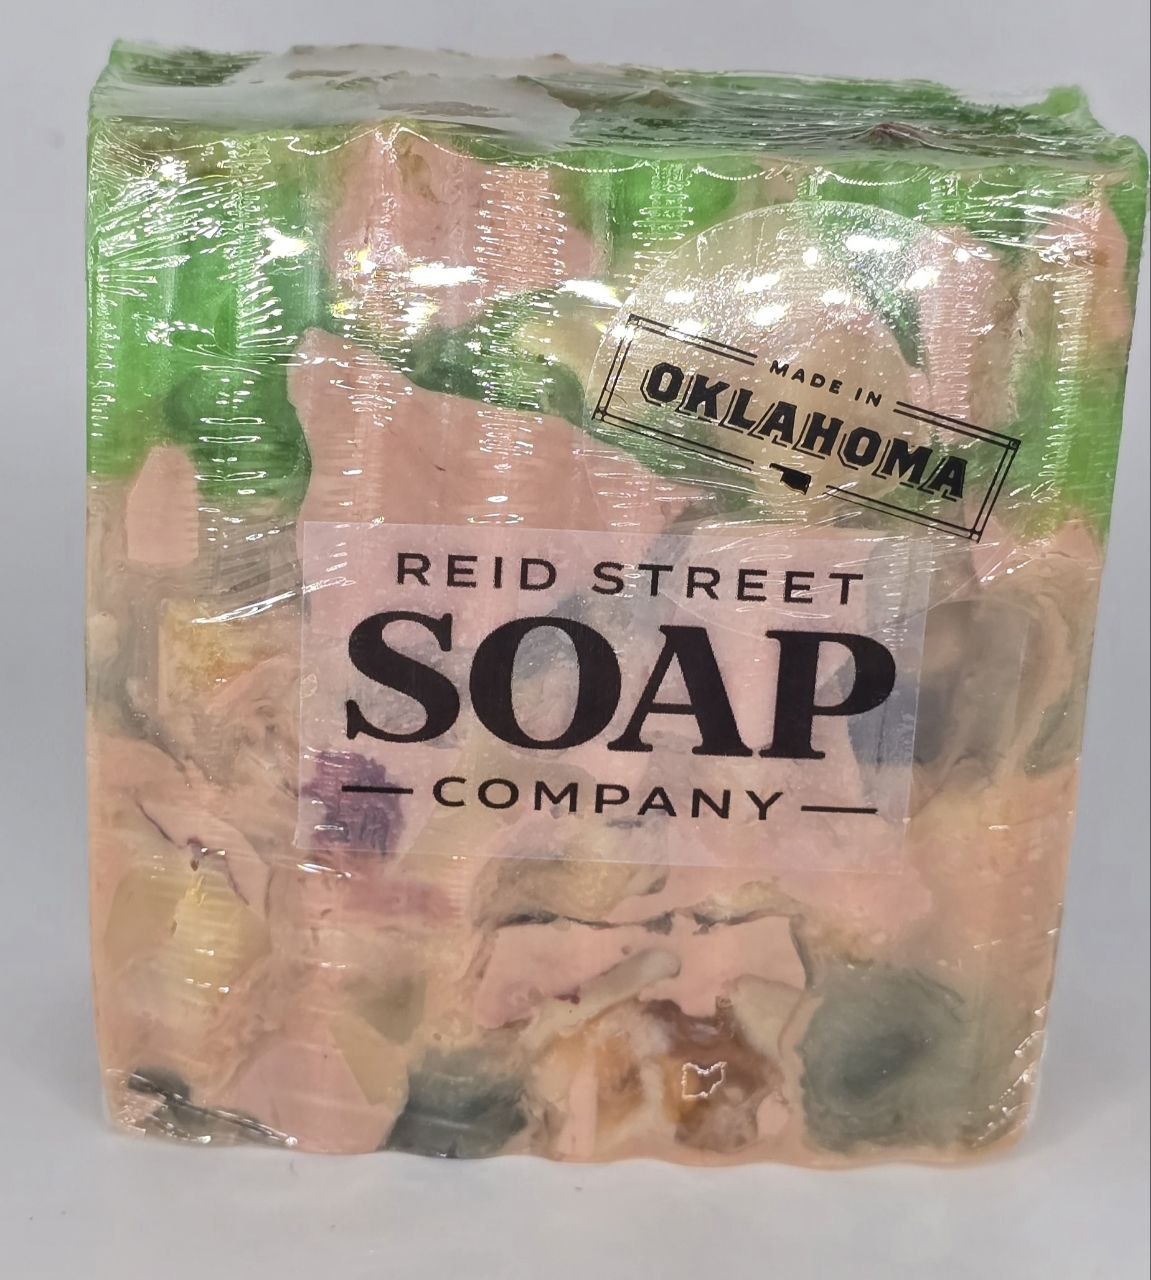 MADE IN
OKLAHOMA
REID STREET
SOAP
COMPANY